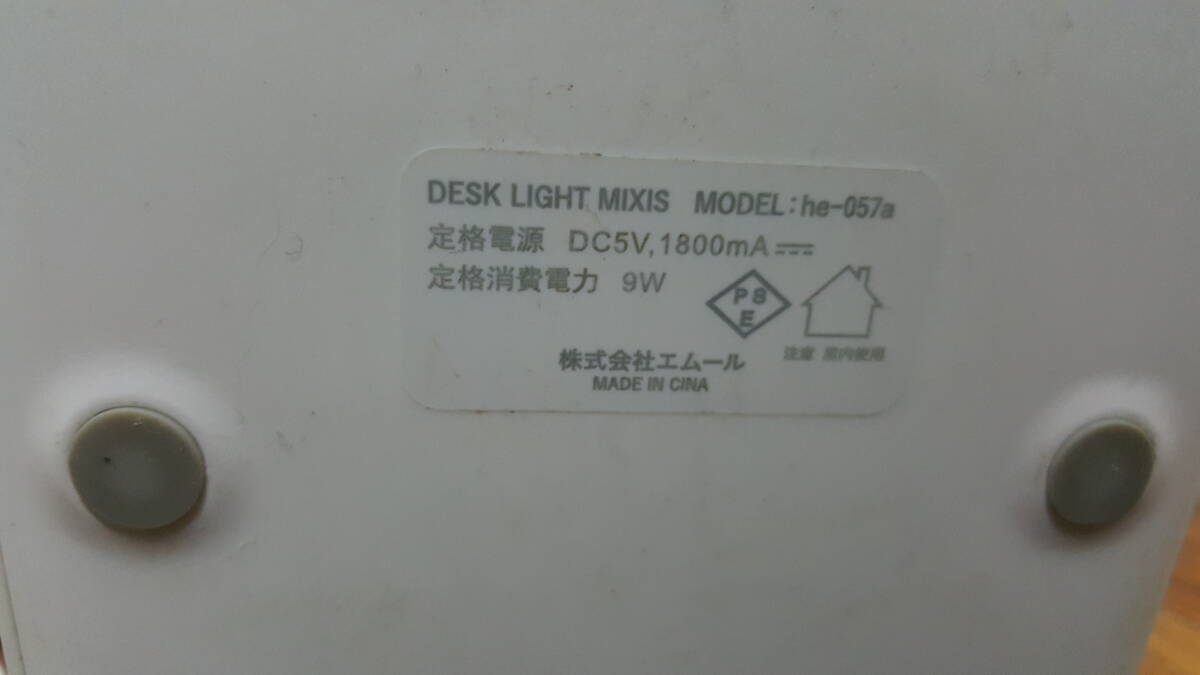 DESK LIGHT MIXIS MODEL:he-057a
定格電源 DC5V,1800mA
定格消費電力 9W
PS
E
注意 屋内使用
株式会社エムール
MADE IN CINA